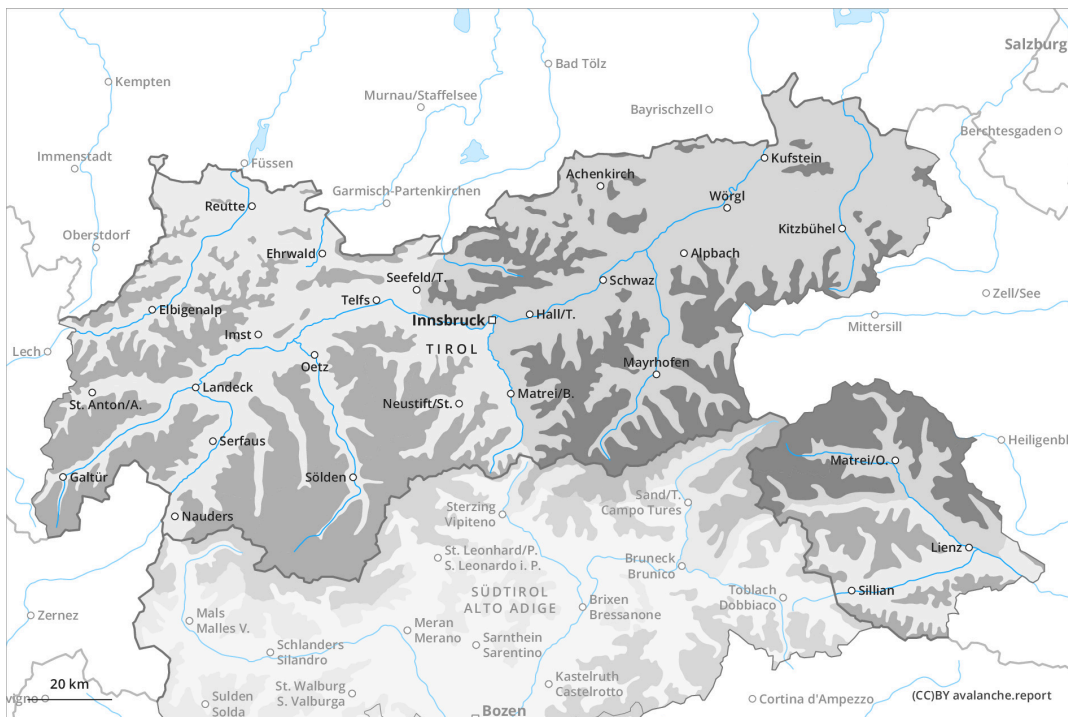 Salzburg
Kempten
Bad Tölz
Murnau/Staffelsee
Bayrischzell
Berchtesgaden
Immenstadt
Füssen
Kufstein
Achenkirch
Garmisch-Partenkirchen
Reutte
Wörgl
Oberstdorf
Kitzbühel
Ehrwald
Alpbach
Seefeld/T.
Schwaz
Zell/See
Telfs
Elbigenalp
Innsbruck
Hall/T.
Mittersill
Imst
TIROL
Lech
Oetz
Mayrhofen
Landeck
St. Anton/A.
Neustift/St.
Matrei/B.
Serfaus
Heiligenbl
Matrei/O.
Galtür
Sölden
Sand/T.
Campo Tures
Sterzing
Vipiteno
Nauders
Lienz
St. Leonhard/P.
S. Leonardo i. P.
Bruneck
Brunico
SÜDTIROL
ALTO ADIGE
Toblach
Dobbiaco
Sillian
Zernez
Brixen
Bressanone
Mals
Malles V.
Meran
Merano
Sarnthein
Sarentino
Schlanders
Silandro
Kastelruth
Castelrotto
20 km
St. Walburg
S. Valburga
vigno
Sulden
Solda
Cortina d'Ampezzo
(CC)BY avalanche.report
Bozen